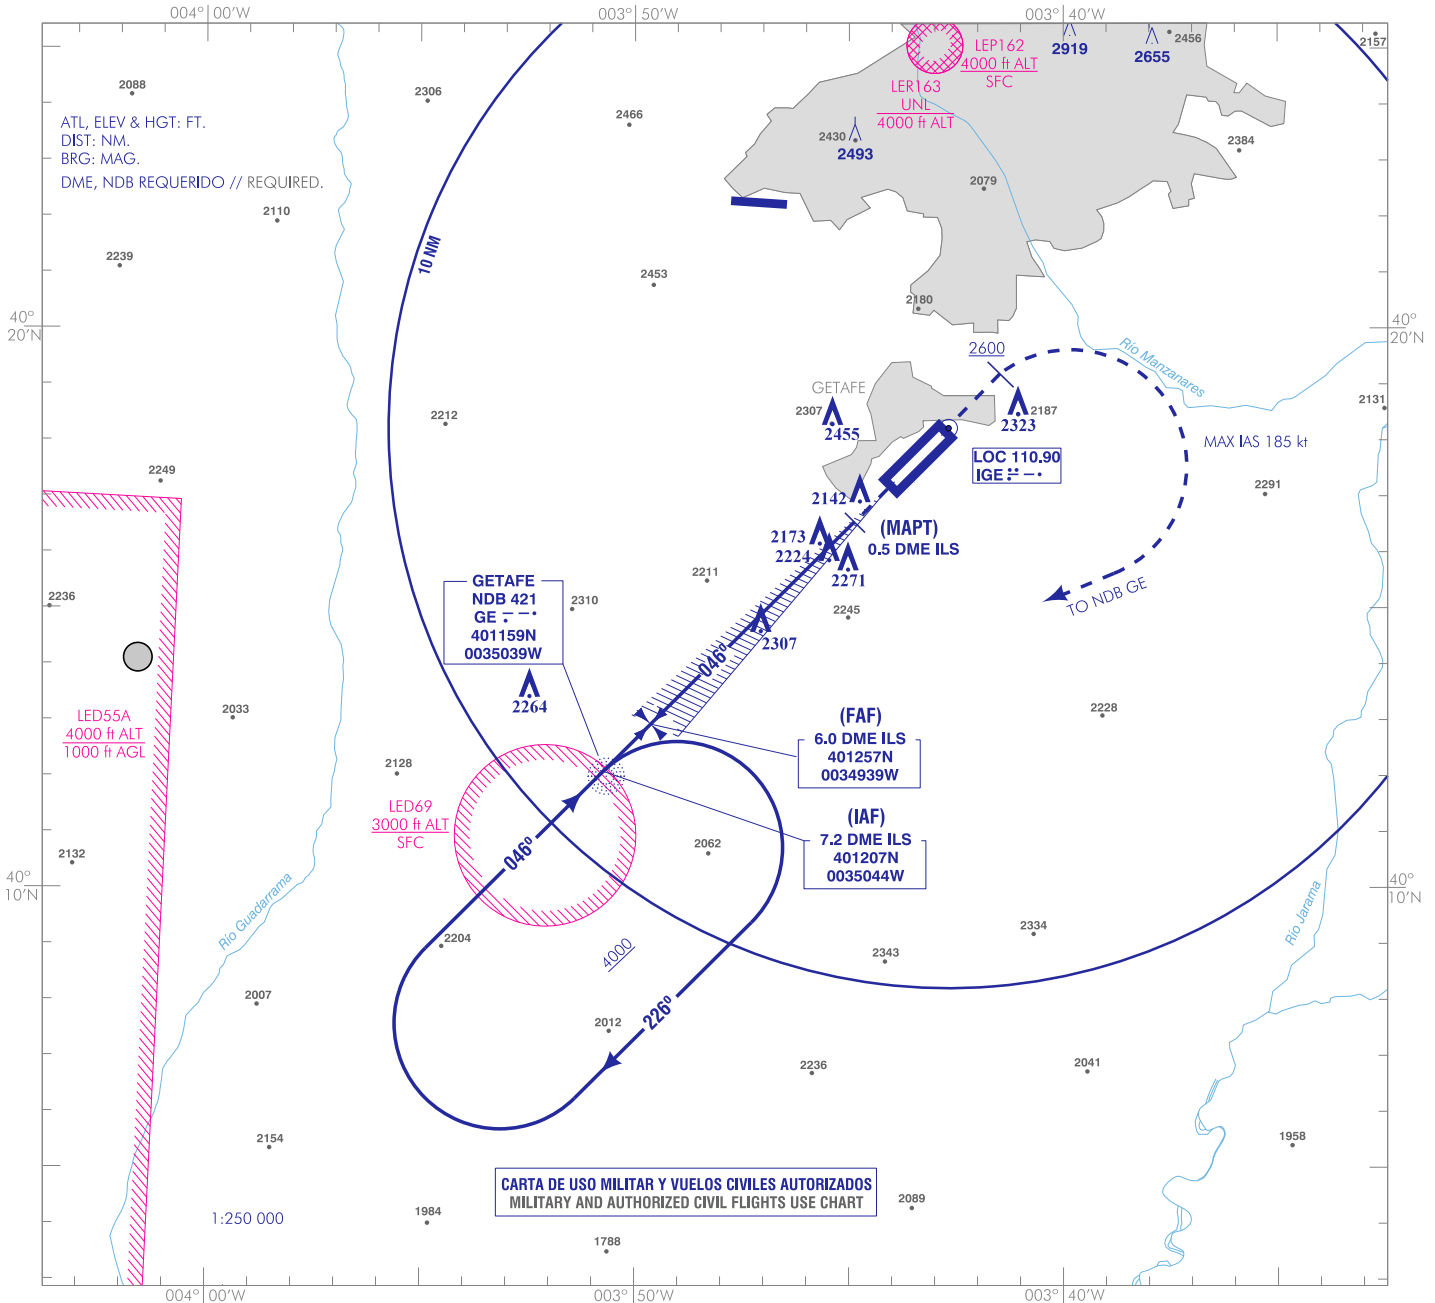 004° 00'W
003° 50'W
003° 40'W
2088
2306
2466
2430
2493
2919
2655
2456
2157
2384
2079
LEP162
4000 ft ALT
SFC
LER163
UNL
4000 ft ALT
ATL, ELEV & HGT: FT.
DIST: NM.
BRG: MAG.
DME, NDB REQUERIDO // REQUIRED.
2110
2239
10 NM
2453
2180
40°
20'N
40°
20'N
2600
Río Manzanares
GETAFE
2307
2455
2187
2323
2131
2212
MAX IAS 185 kt
LOC 110.90
IGE
2249
2291
2142
(MAPT)
0.5 DME ILS
2173
2224
2271
TO NDB GE
2236
2211
2310
2245
GETAFE
NDB 421
GE
401159N
0035039W
2307
046º
2264
2033
2228
LED55A
4000 ft ALT
1000 ft AGL
(FAF)
6.0 DME ILS
401257N
0034939W
2128
LED69
3000 ft ALT
SFC
(IAF)
7.2 DME ILS
401207N
0035044W
046º
2062
2132
40°
10'N
40°
10'N
Río Guadarrama
Río Jarama
2204
4000
2334
2343
2007
226º
2012
2236
2041
2154
1958
CARTA DE USO MILITAR Y VUELOS CIVILES AUTORIZADOS
MILITARY AND AUTHORIZED CIVIL FLIGHTS USE CHART
1:250 000
1984
2089
1788
004° 00'W
003° 50'W
003° 40'W